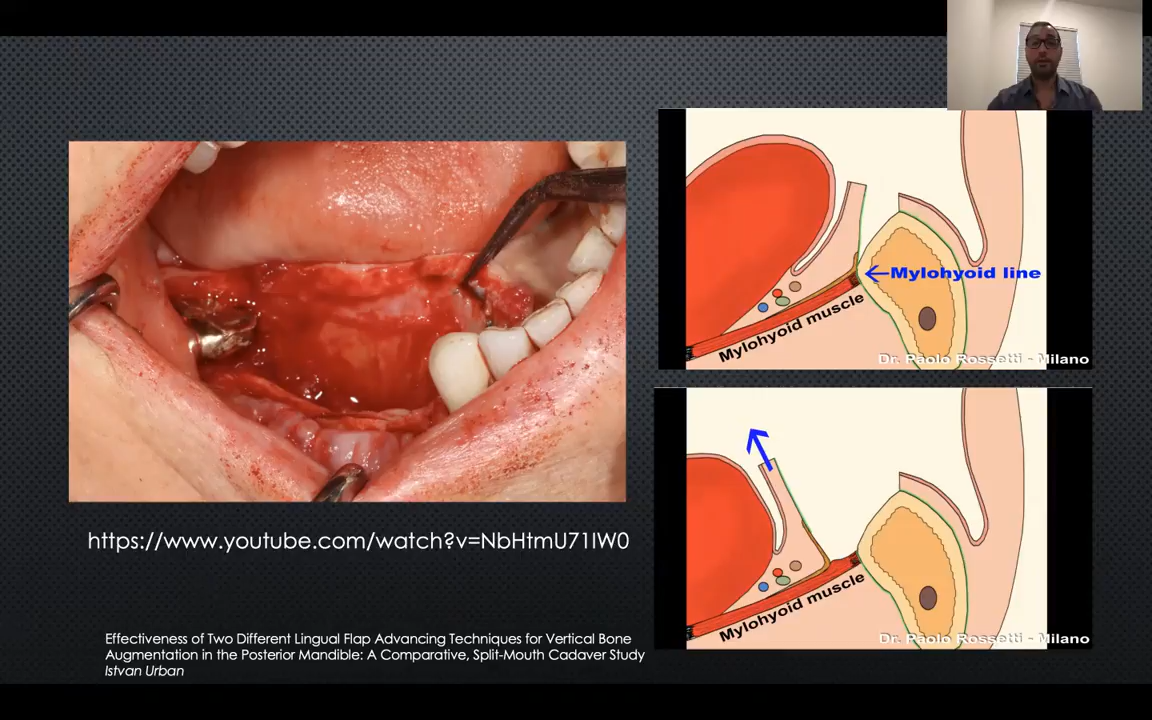 Mylohyoid line
Mylohyoid muscle
Dr. Paolo Rossetti - Milano
https://www.youtube.com/watch?v=NbHtmU71IW0
Mylohyoid muscle
Dr. Paolo Rossetti - Milano
Effectiveness of Two Different Lingual Flap Advancing Techniques for Vertical Bone
Augmentation in the Posterior Mandible: A Comparative, Split-Mouth Cadaver Study
Istvan Urban